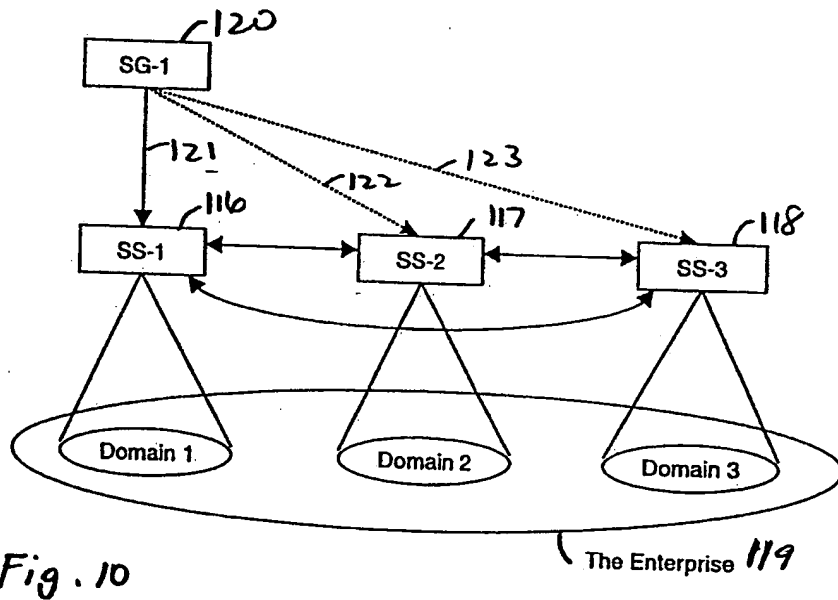 120
SG-1
121
122
123
116
117
118
SS-1
SS-2
SS-3
Domain 1
Domain 2
Domain 3
The Enterprise 119
Fig. 10